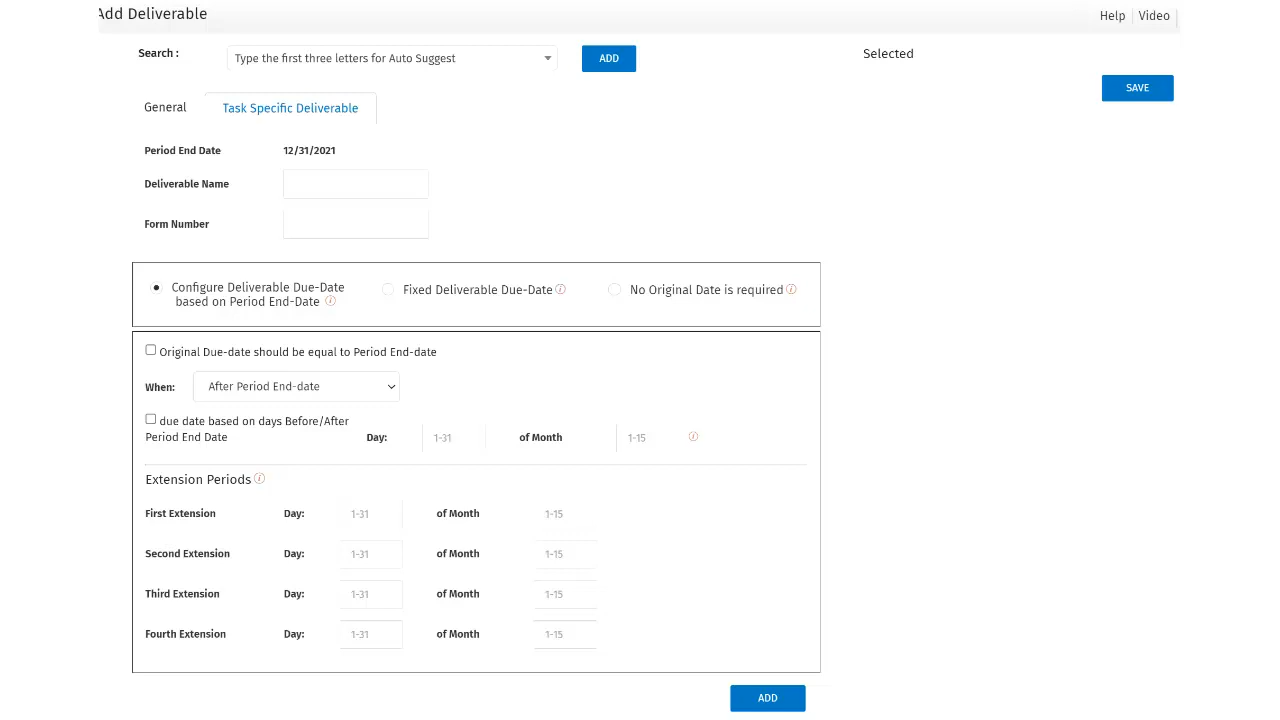 Add Deliverable
Help Video
Search : Type the first three letters for Auto Suggest ADD Selected
SAVE
General Task Specific Deliverable
Period End Date 12/31/2021
Deliverable Name
Form Number
Configure Deliverable Due-Date
based on Period End-Date
Fixed Deliverable Due-Date
No Original Date is required
Original Due-date should be equal to Period End-date
When: After Period End-date
due date based on days Before/After
Period End Date Day: 1-31 of Month 1-15
Extension Periods
First Extension Day: 1-31 of Month 1-15
Second Extension Day: 1-31 of Month 1-15
Third Extension Day: 1-31 of Month 1-15
Fourth Extension Day: 1-31 of Month 1-15
ADD